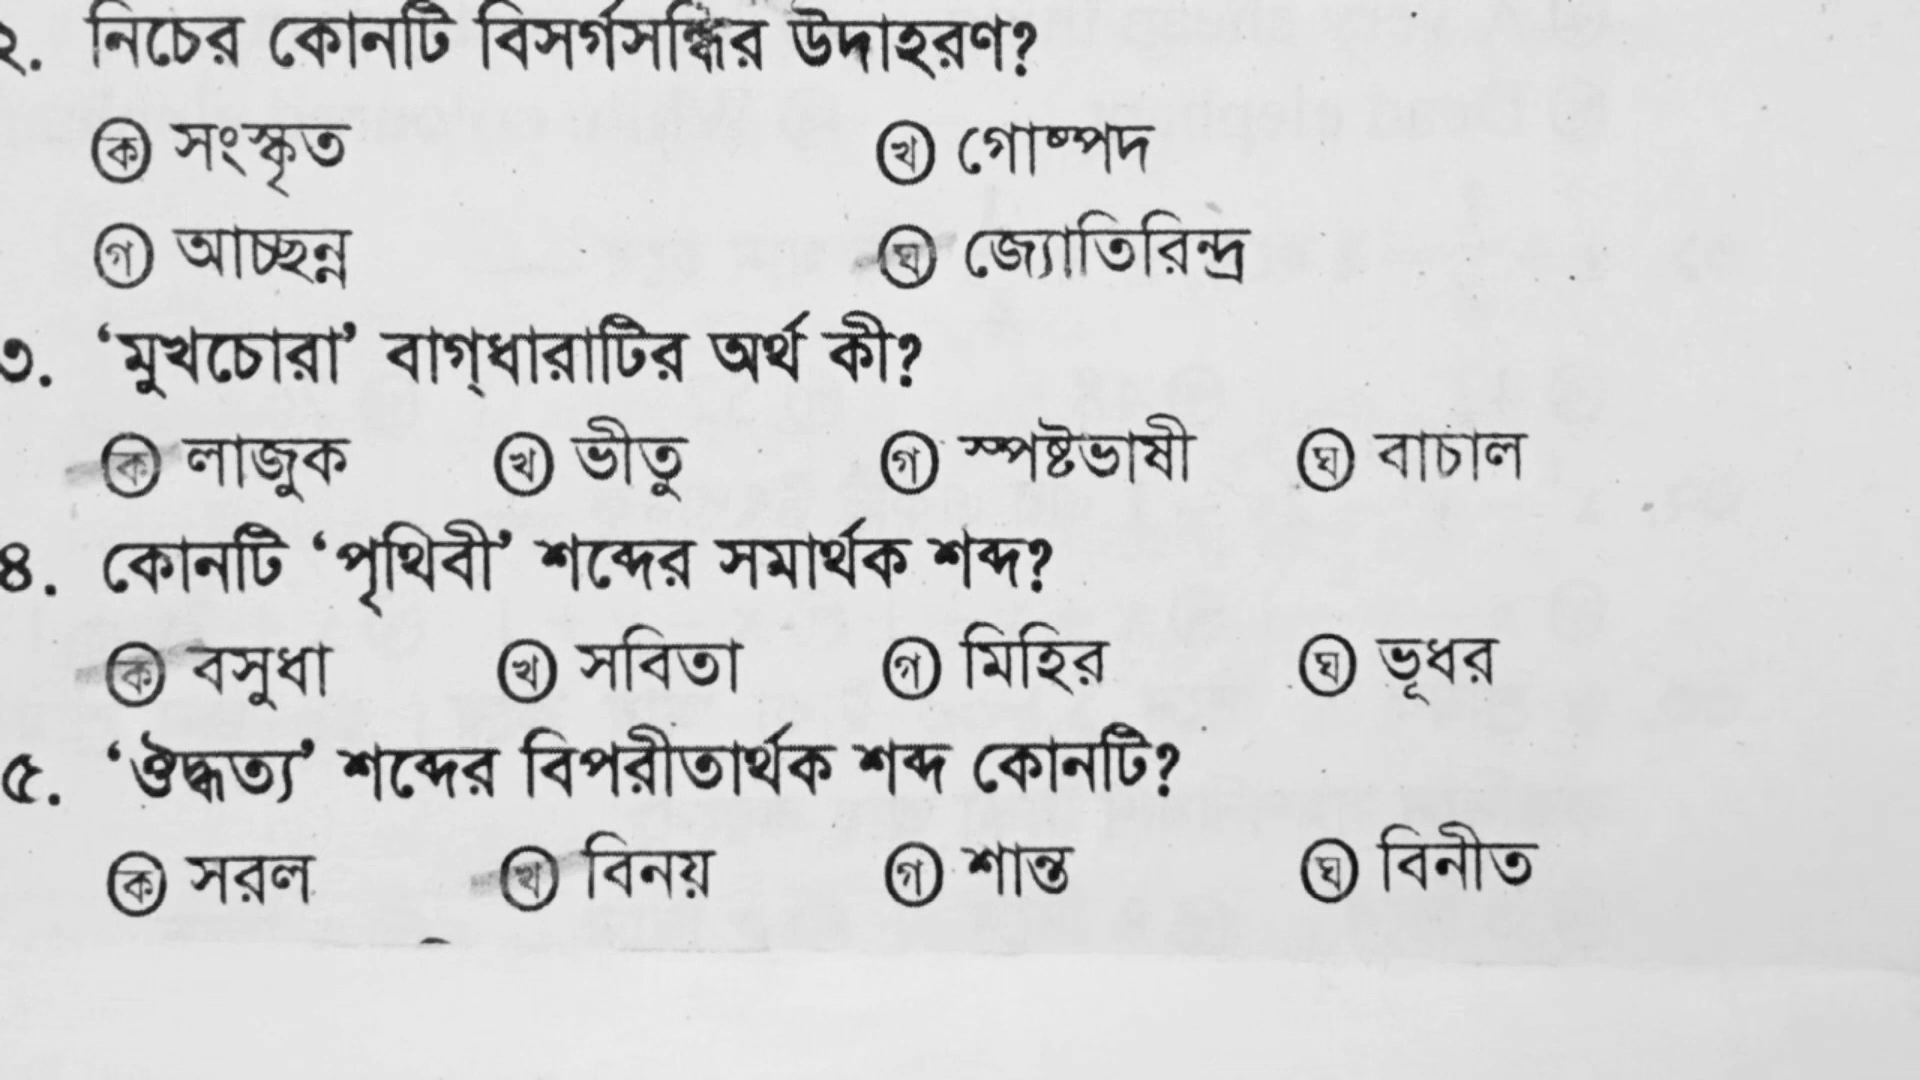 ২. নিচের কোনটি বিসর্গসন্ধির উদাহরণ?
ক সংস্কৃত খ গোষ্পদ
গ আচ্ছন্ন ঘ জ্যোতিরিন্দ্র
৩. ‘মুখচোরা’ বাগ্‌ধারাটির অর্থ কী?
ক লাজুক খ ভীতু গ স্পষ্টভাষী ঘ বাচাল
৪. কোনটি ‘পৃথিবী’ শব্দের সমার্থক শব্দ?
ক বসুধা খ সবিতা গ মিহির ঘ ভূধর
৫. ‘ঔদ্ধত্য’ শব্দের বিপরীতার্থক শব্দ কোনটি?
ক সরল খ বিনয় গ শান্ত ঘ বিনীত